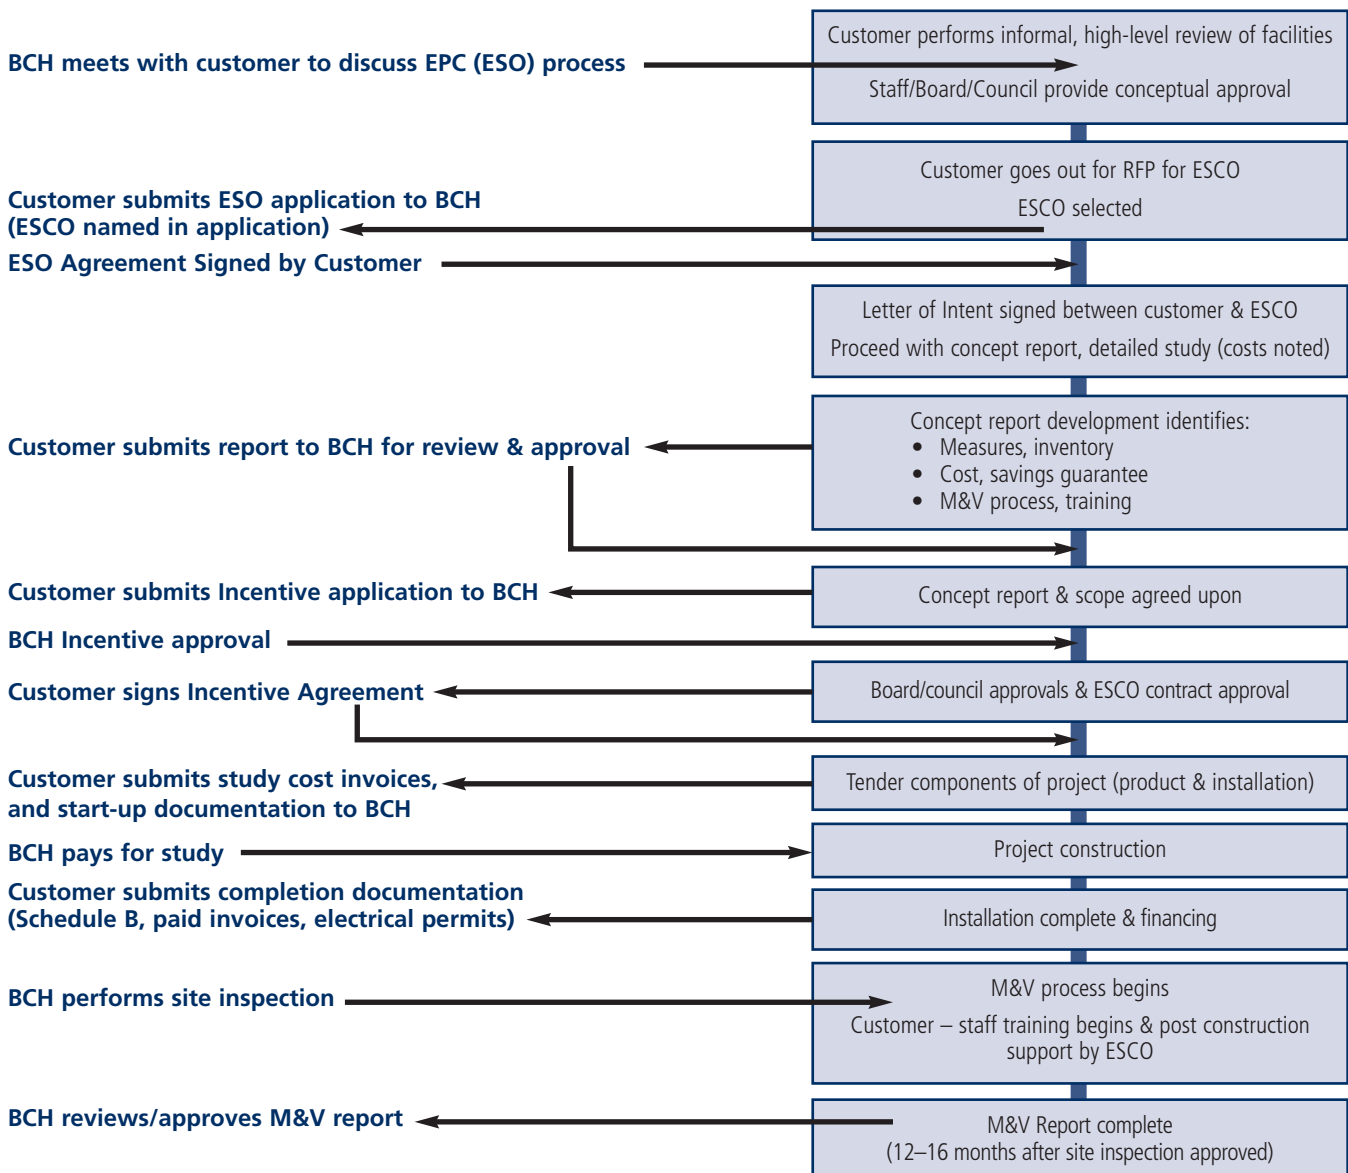 Customer performs informal, high-level review of facilities
BCH meets with customer to discuss EPC (ESO) process
Staff/Board/Council provide conceptual approval
Customer goes out for RFP for ESCO
Customer submits ESO application to BCH
(ESCO named in application)
ESCO selected
ESO Agreement Signed by Customer
Letter of Intent signed between customer & ESCO
Proceed with concept report, detailed study (costs noted)
Customer submits report to BCH for review & approval
Concept report development identifies:
• Measures, inventory
• Cost, savings guarantee
• M&V process, training
Customer submits Incentive application to BCH
Concept report & scope agreed upon
BCH Incentive approval
Customer signs Incentive Agreement
Board/council approvals & ESCO contract approval
Customer submits study cost invoices,
and start-up documentation to BCH
Tender components of project (product & installation)
BCH pays for study
Project construction
Customer submits completion documentation
(Schedule B, paid invoices, electrical permits)
Installation complete & financing
BCH performs site inspection
M&V process begins
Customer – staff training begins & post construction
support by ESCO
BCH reviews/approves M&V report
M&V Report complete
(12–16 months after site inspection approved)